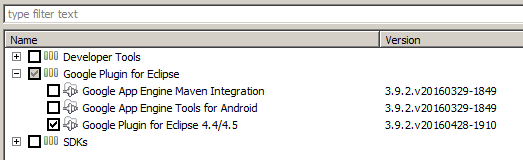 type filter text
Name Version
Developer Tools
Google Plugin for Eclipse
Google App Engine Maven Integration 3.9.2.v20160329-1849
Google App Engine Tools for Android 3.9.2.v20160329-1849
Google Plugin for Eclipse 4.4/4.5 3.9.2.v20160428-1910
SDKs